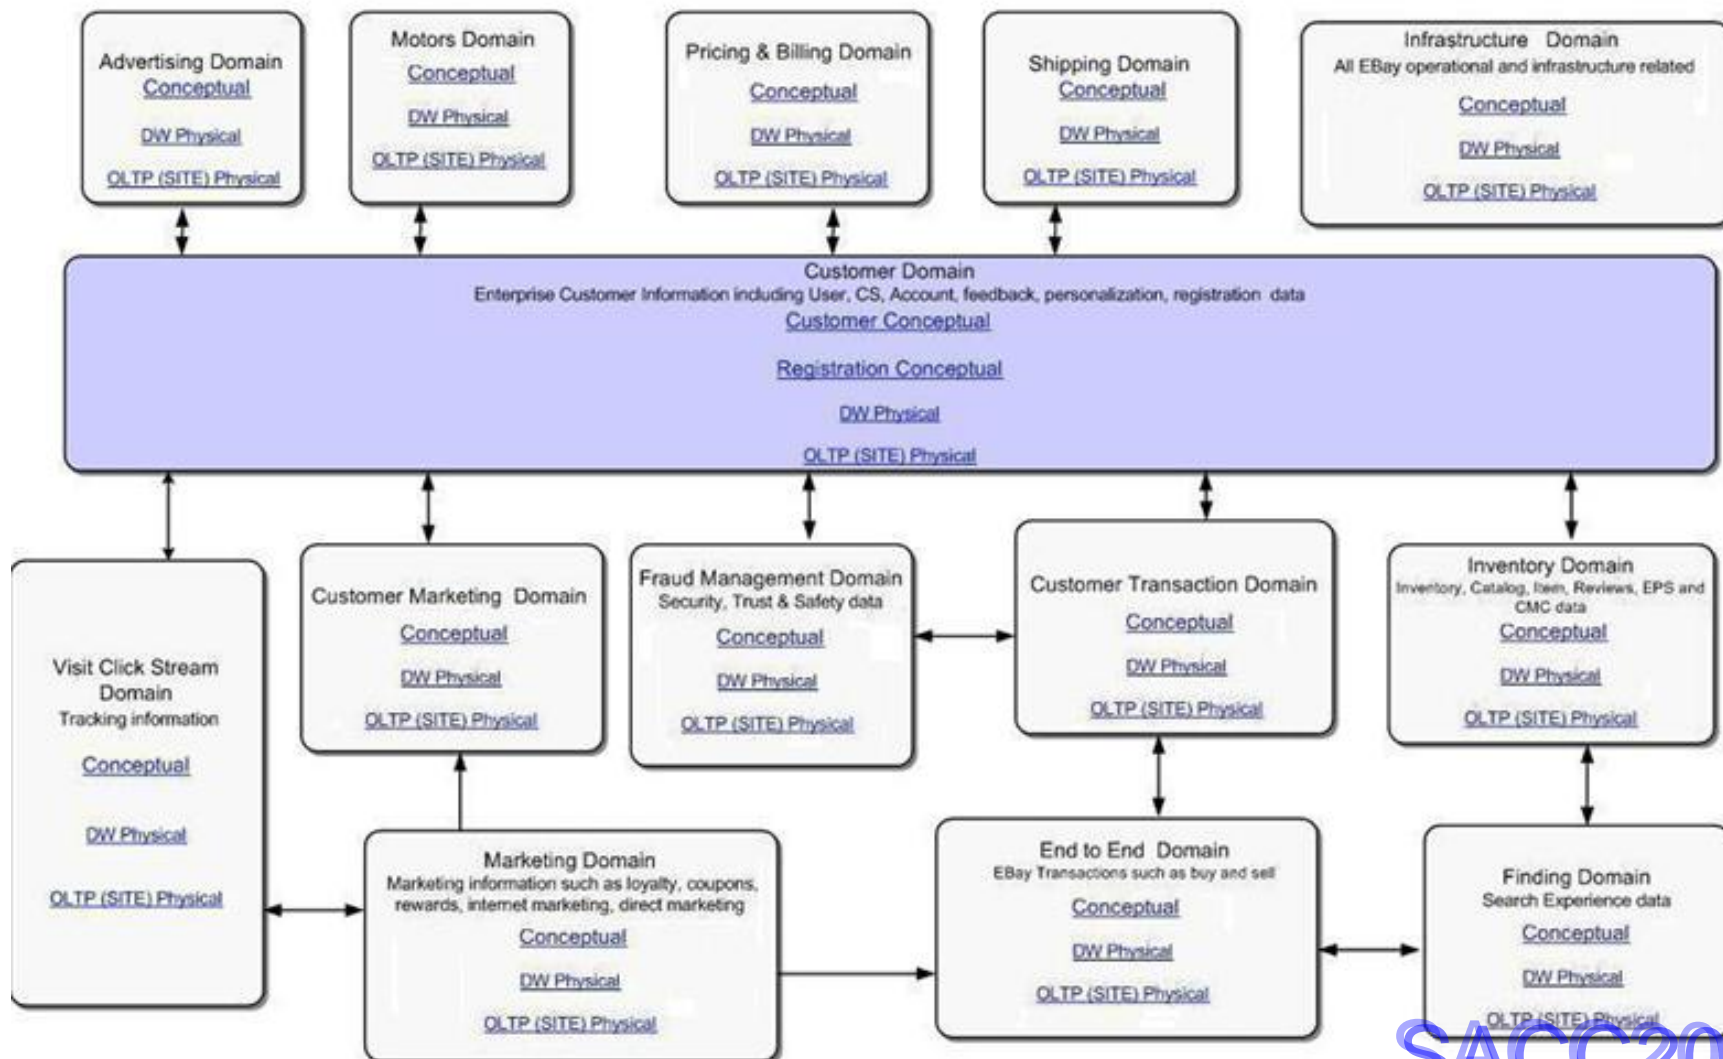 Advertising Domain
Conceptual
DW Physical
OLTP (SITE) Physical
Motors Domain
Conceptual
DW Physical
OLTP (SITE) Physical
Pricing & Billing Domain
Conceptual
DW Physical
OLTP (SITE) Physical
Shipping Domain
Conceptual
DW Physical
OLTP (SITE) Physical
Infrastructure Domain
All EBay operational and infrastructure related
Conceptual
DW Physical
OLTP (SITE) Physical
Customer Domain
Enterprise Customer Information including User, CS, Account, feedback, personalization, registration data
Customer Conceptual
Registration Conceptual
DW Physical
OLTP (SITE) Physical
Visit Click Stream
Domain
Tracking information
Conceptual
DW Physical
OLTP (SITE) Physical
Customer Marketing Domain
Conceptual
DW Physical
OLTP (SITE) Physical
Fraud Management Domain
Security, Trust & Safety data
Conceptual
DW Physical
OLTP (SITE) Physical
Customer Transaction Domain
Conceptual
DW Physical
OLTP (SITE) Physical
Inventory Domain
Inventory, Catalog, Item, Reviews, EPS and
CMC data
Conceptual
DW Physical
OLTP (SITE) Physical
Marketing Domain
Marketing information such as loyalty, coupons,
rewards, internet marketing, direct marketing
Conceptual
DW Physical
OLTP (SITE) Physical
End to End Domain
EBay Transactions such as buy and sell
Conceptual
DW Physical
OLTP (SITE) Physical
Finding Domain
Search Experience data
Conceptual
DW Physical
OLTP (SITE) Physical
SACC20